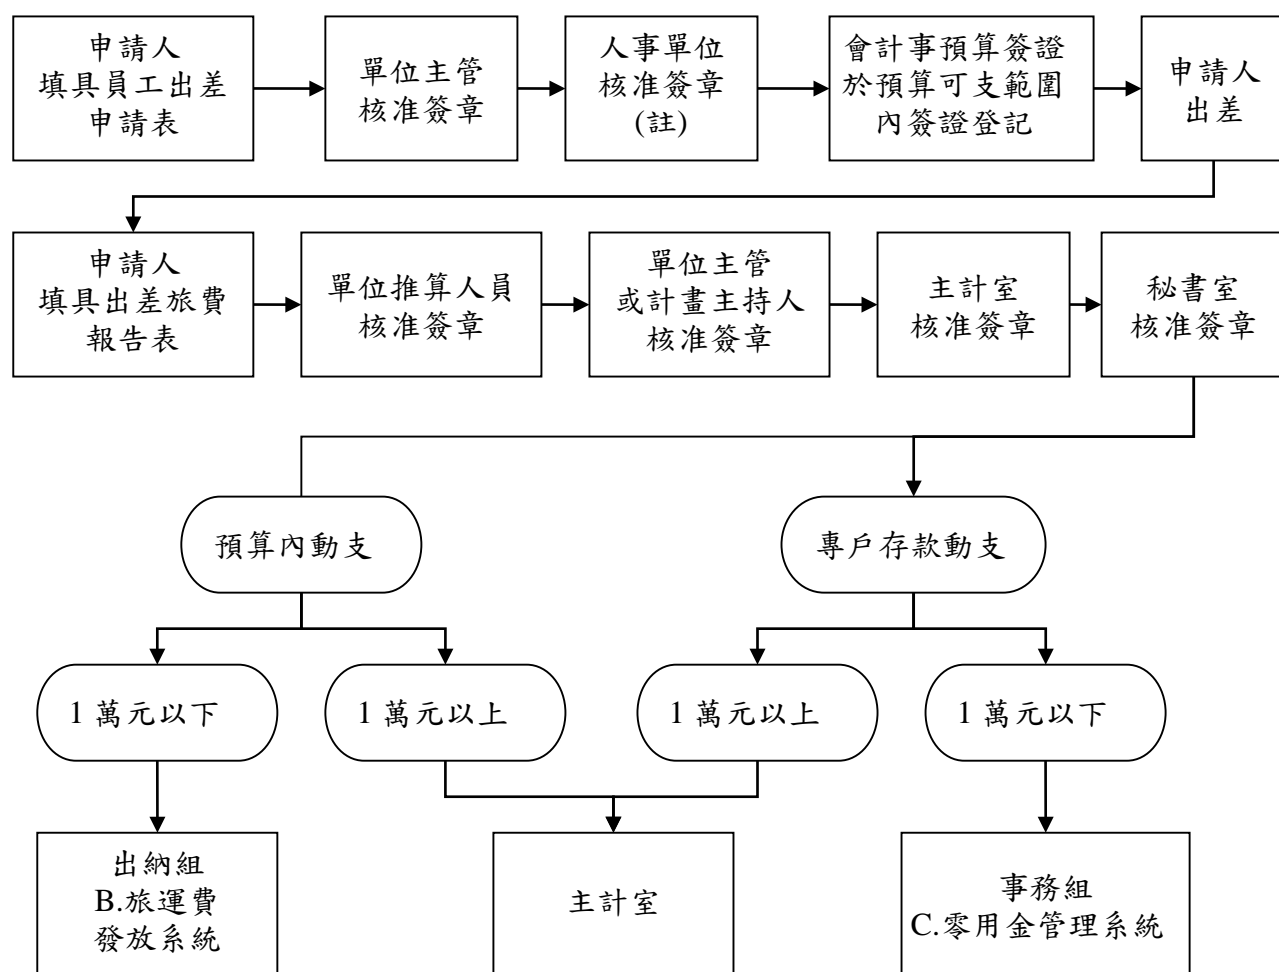 申請人
填具員工出差
申請表
單位主管
核准簽章
人事單位
核准簽章
(註)
會計事預算簽證
於預算可支範圍
內簽證登記
申請人
出差
申請人
填具出差旅費
報告表
單位推算人員
核准簽章
單位主管
或計畫主持人
核准簽章
主計室
核准簽章
秘書室
核准簽章
預算內動支
專戶存款動支
1 萬元以下
1 萬元以上
1 萬元以上
1 萬元以下
出納組
B.旅運費
發放系統
主計室
事務組
C.零用金管理系統